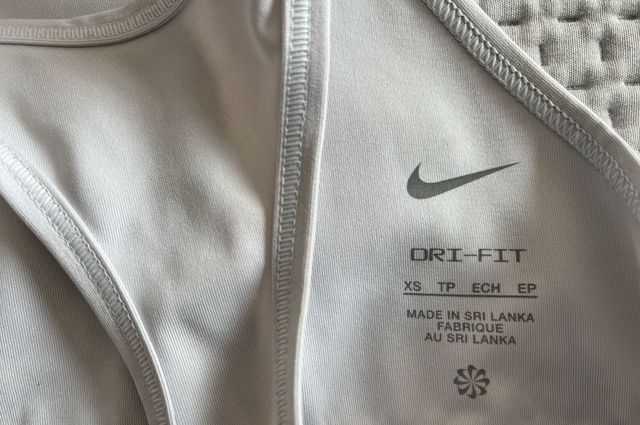 DRI-FIT
XS TP ECH EP
MADE IN SRI LANKA
FABRIQUE
AU SRI LANKA